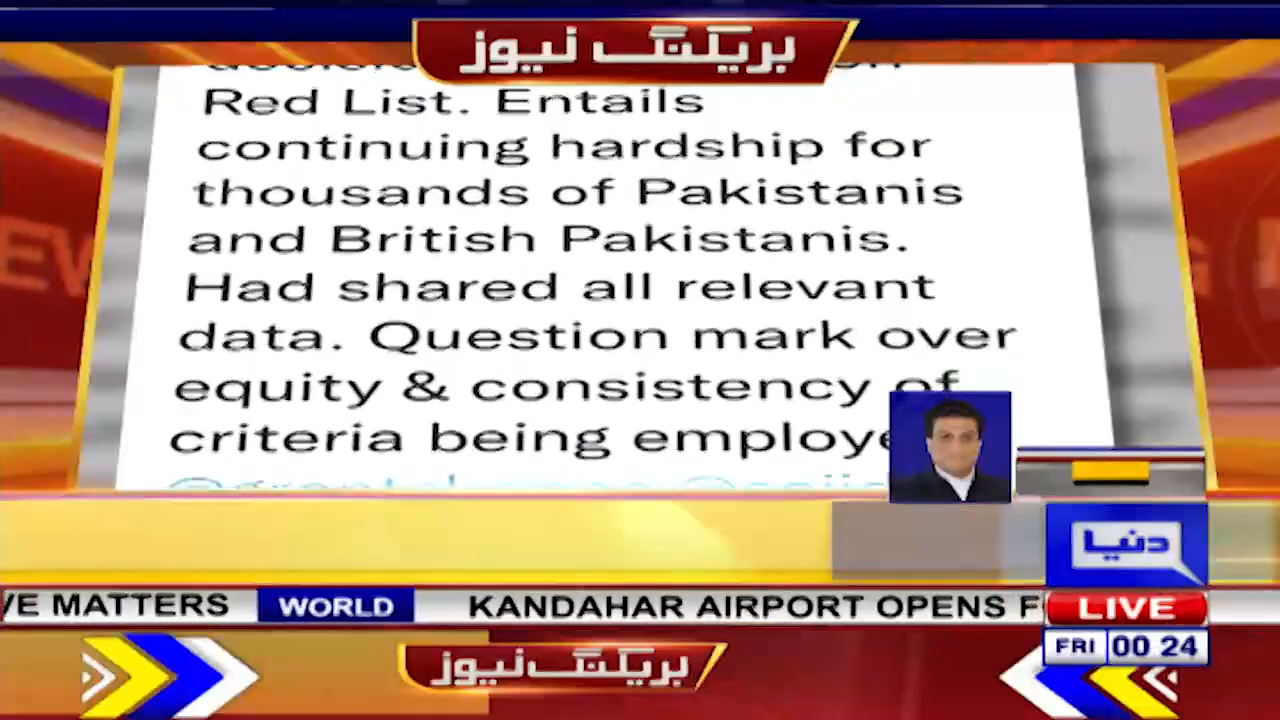 بریکنگ نیوز
Red List. Entails
continuing hardship for
thousands of Pakistanis
and British Pakistanis.
Had shared all relevant
data. Question mark over
equity & consistency of
criteria being employe
دنیا
VE MATTERS WORLD KANDAHAR AIRPORT OPENS F LIVE
FRI 00 24
بریکنگ نیوز